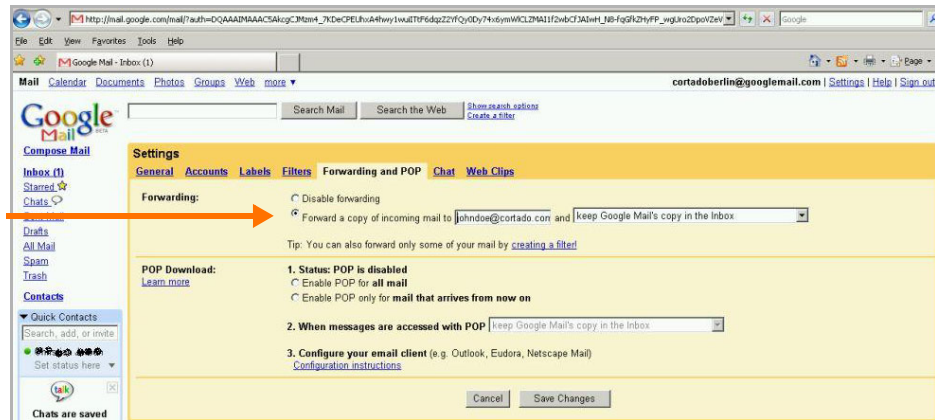 Google
File Edit View Favorites Tools Help
Google Mail - Inbox (1)
Page
Mail Calendar Documents Photos Groups Web more ▼
cortadoberlin@googlemail.com | Settings | Help | Sign out
Google Mail BETA
Search Mail Search the Web Show search options
Create a filter
Compose Mail
Inbox (1)
Starred
Chats
Drafts
All Mail
Spam
Trash
Contacts
Quick Contacts
Search, add, or invite
Set status here ▼
talk
Chats are saved
Settings
General Accounts Labels Filters Forwarding and POP Chat Web Clips
Forwarding:
Disable forwarding
Forward a copy of incoming mail to johndoe@cortado.com and keep Google Mail's copy in the Inbox
Tip: You can also forward only some of your mail by creating a filter!
POP Download:
Learn more
1. Status: POP is disabled
Enable POP for all mail
Enable POP only for mail that arrives from now on
2. When messages are accessed with POP keep Google Mail's copy in the Inbox
3. Configure your email client (e.g. Outlook, Eudora, Netscape Mail)
Configuration instructions
Cancel Save Changes